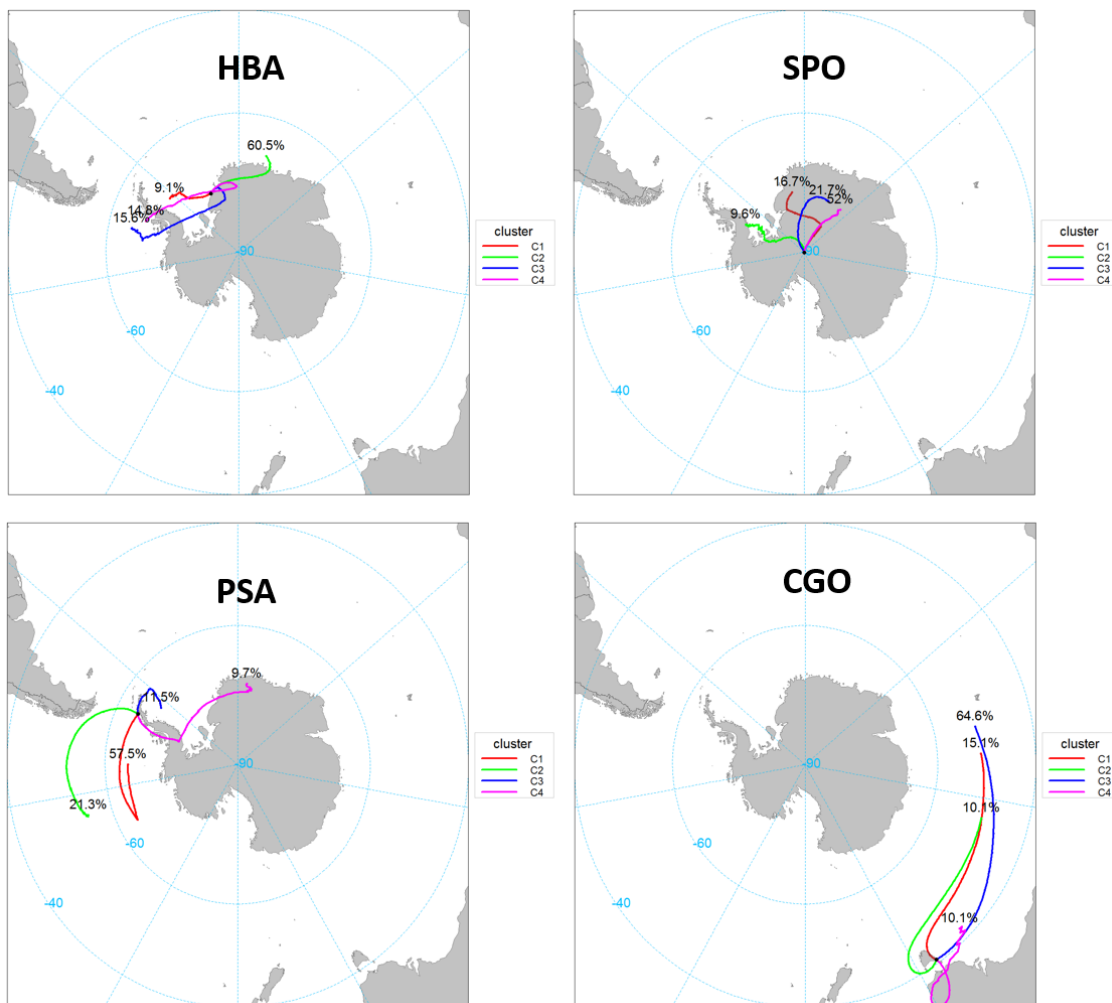 HBA
60.5%
9.1%
14.8%
15.6%
-90
-60
-40
cluster
C1
C2
C3
C4
SPO
16.7%
21.7%
52%
9.6%
-90
-60
-40
cluster
C1
C2
C3
C4
PSA
9.7%
11.5%
57.5%
21.3%
-90
-60
-40
cluster
C1
C2
C3
C4
CGO
64.6%
15.1%
10.1%
10.1%
-90
-60
-40
cluster
C1
C2
C3
C4